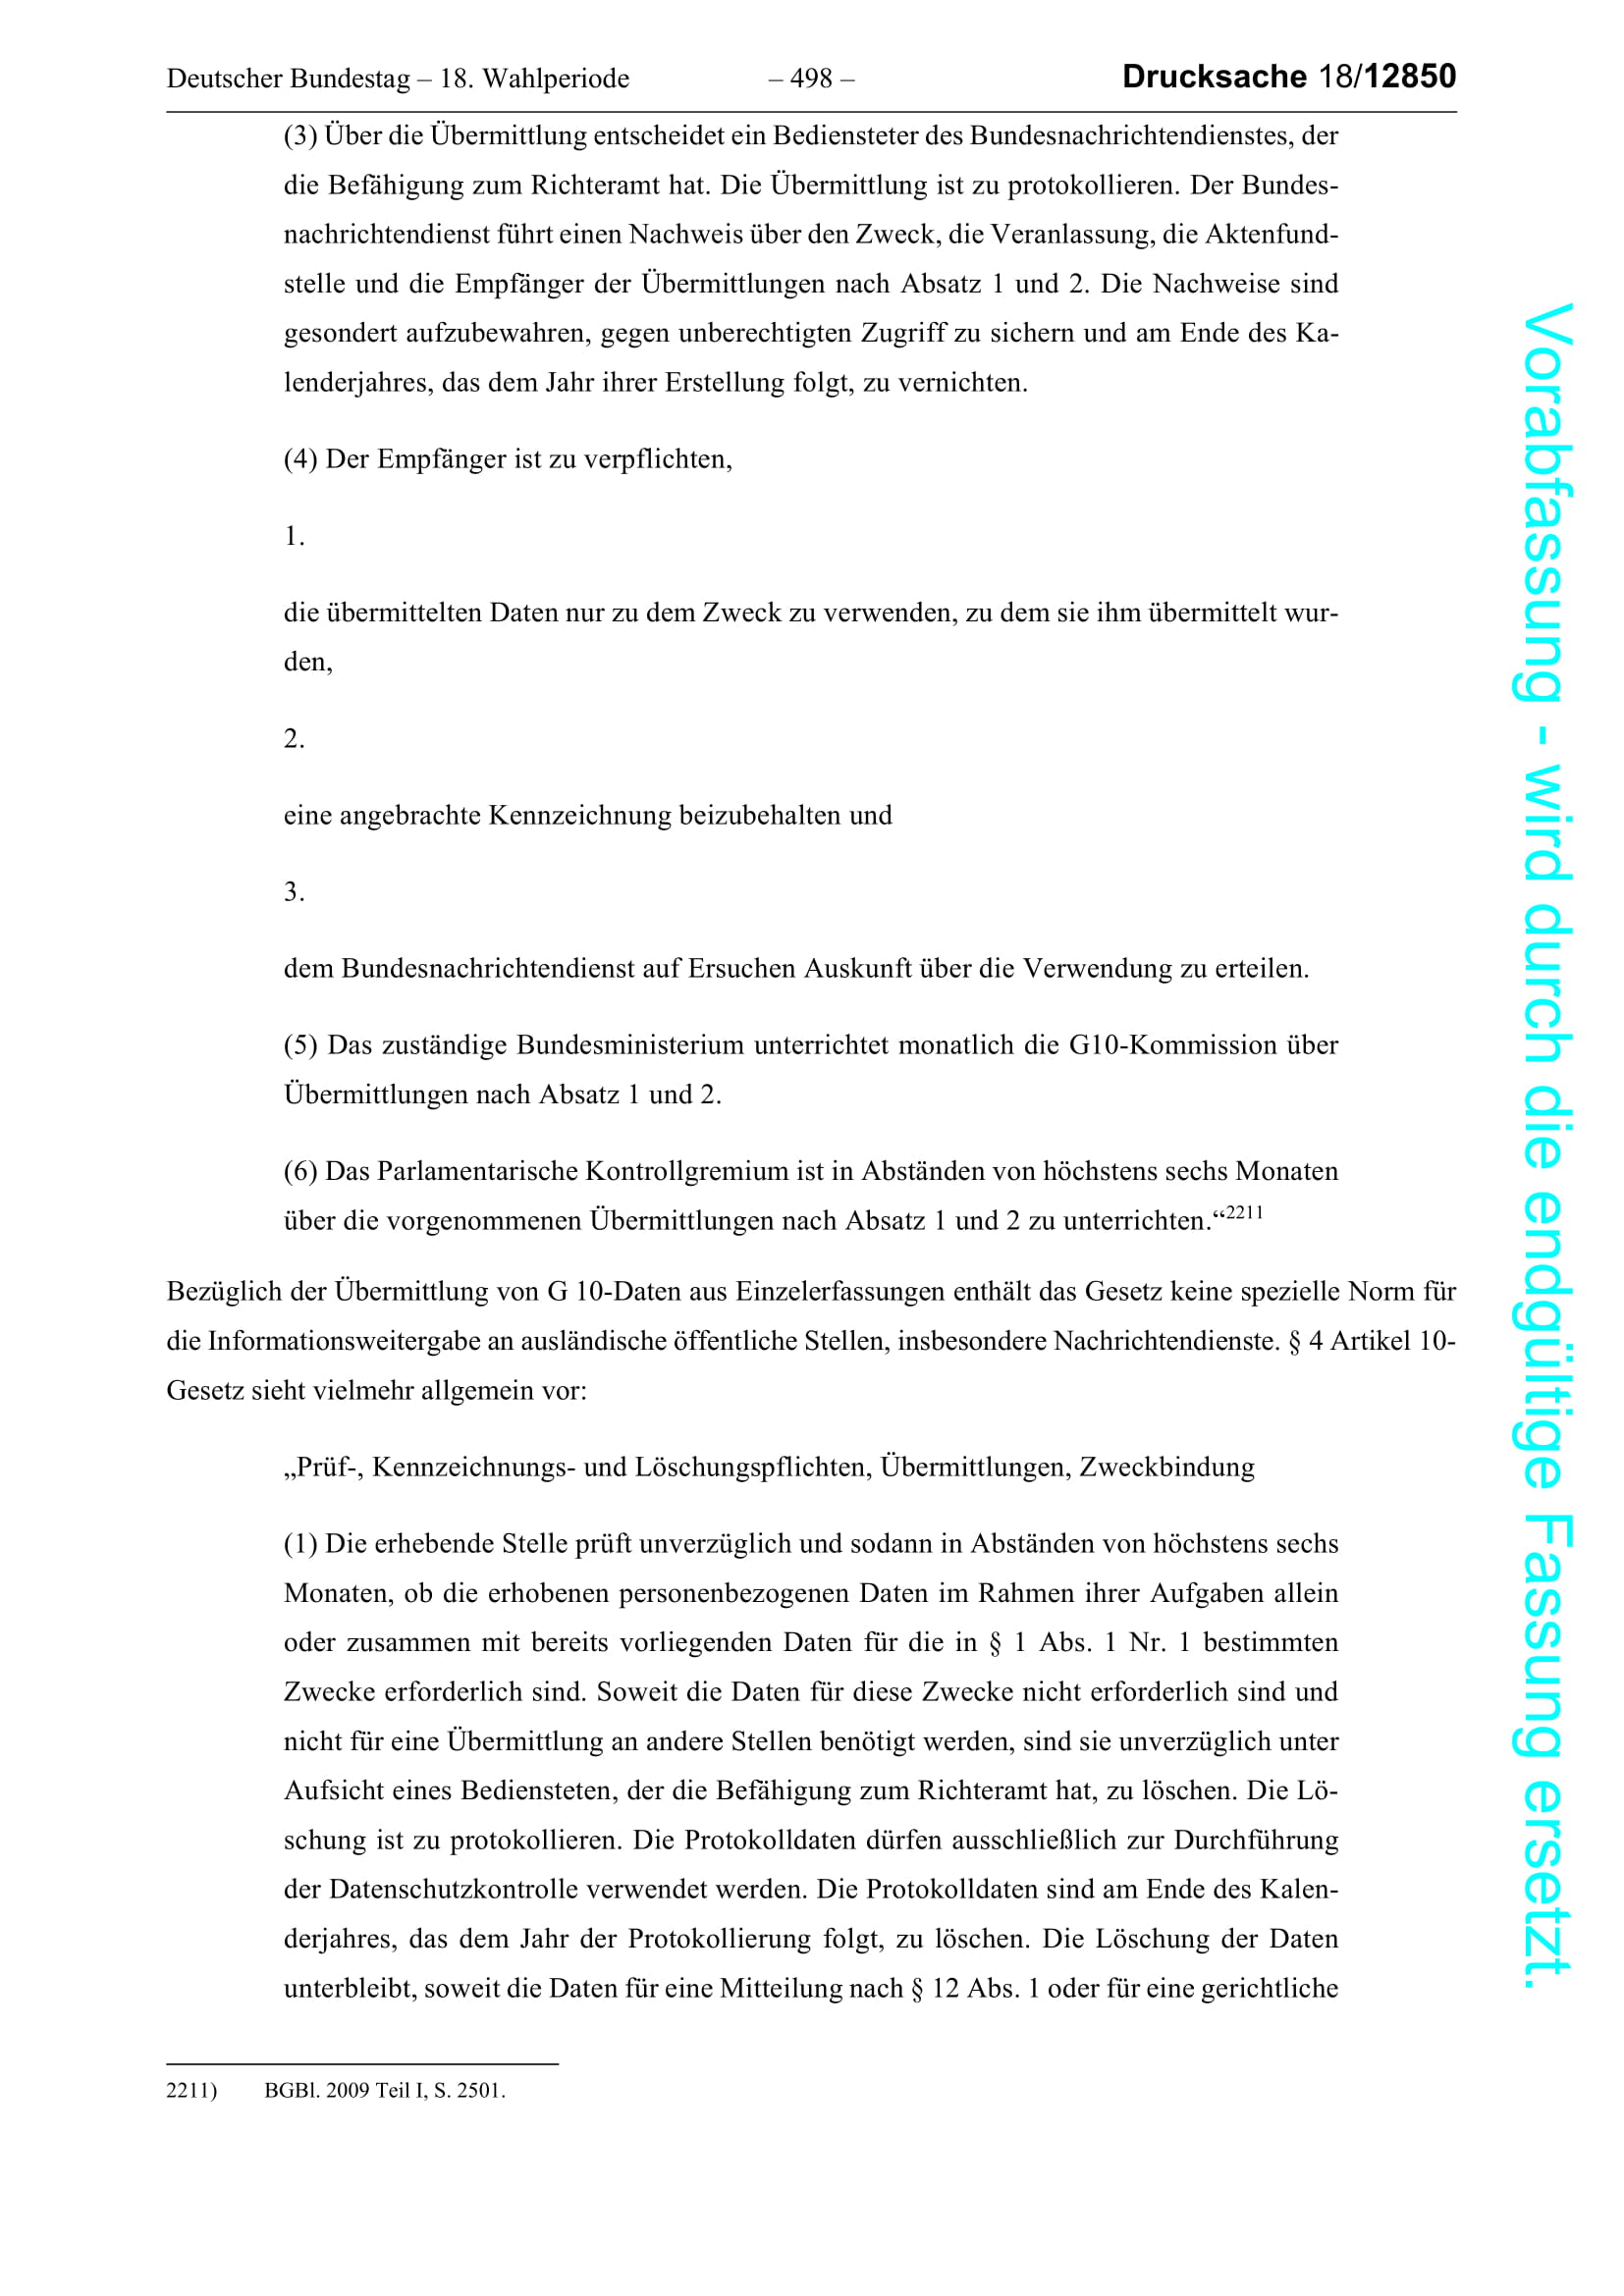 Deutscher Bundestag – 18. Wahlperiode – 498 – Drucksache 18/12850
(3) Über die Übermittlung entscheidet ein Bediensteter des Bundesnachrichtendienstes, der
die Befähigung zum Richteramt hat. Die Übermittlung ist zu protokollieren. Der Bundes-
nachrichtendienst führt einen Nachweis über den Zweck, die Veranlassung, die Aktenfund-
stelle und die Empfänger der Übermittlungen nach Absatz 1 und 2. Die Nachweise sind
gesondert aufzubewahren, gegen unberechtigten Zugriff zu sichern und am Ende des Ka-
lenderjahres, das dem Jahr ihrer Erstellung folgt, zu vernichten.
(4) Der Empfänger ist zu verpflichten,
1.
die übermittelten Daten nur zu dem Zweck zu verwenden, zu dem sie ihm übermittelt wur-
den,
2.
eine angebrachte Kennzeichnung beizubehalten und
3.
dem Bundesnachrichtendienst auf Ersuchen Auskunft über die Verwendung zu erteilen.
(5) Das zuständige Bundesministerium unterrichtet monatlich die G10-Kommission über
Übermittlungen nach Absatz 1 und 2.
(6) Das Parlamentarische Kontrollgremium ist in Abständen von höchstens sechs Monaten
über die vorgenommenen Übermittlungen nach Absatz 1 und 2 zu unterrichten.“2211
Bezüglich der Übermittlung von G 10-Daten aus Einzelerfassungen enthält das Gesetz keine spezielle Norm für
die Informationsweitergabe an ausländische öffentliche Stellen, insbesondere Nachrichtendienste. § 4 Artikel 10-
Gesetz sieht vielmehr allgemein vor:
„Prüf-, Kennzeichnungs- und Löschungspflichten, Übermittlungen, Zweckbindung
(1) Die erhebende Stelle prüft unverzüglich und sodann in Abständen von höchstens sechs
Monaten, ob die erhobenen personenbezogenen Daten im Rahmen ihrer Aufgaben allein
oder zusammen mit bereits vorliegenden Daten für die in § 1 Abs. 1 Nr. 1 bestimmten
Zwecke erforderlich sind. Soweit die Daten für diese Zwecke nicht erforderlich sind und
nicht für eine Übermittlung an andere Stellen benötigt werden, sind sie unverzüglich unter
Aufsicht eines Bediensteten, der die Befähigung zum Richteramt hat, zu löschen. Die Lö-
schung ist zu protokollieren. Die Protokolldaten dürfen ausschließlich zur Durchführung
der Datenschutzkontrolle verwendet werden. Die Protokolldaten sind am Ende des Kalen-
derjahres, das dem Jahr der Protokollierung folgt, zu löschen. Die Löschung der Daten
unterbleibt, soweit die Daten für eine Mitteilung nach § 12 Abs. 1 oder für eine gerichtliche
2211) BGBl. 2009 Teil I, S. 2501.
Vorabfassung - wird durch die endgültige Fassung ersetzt.